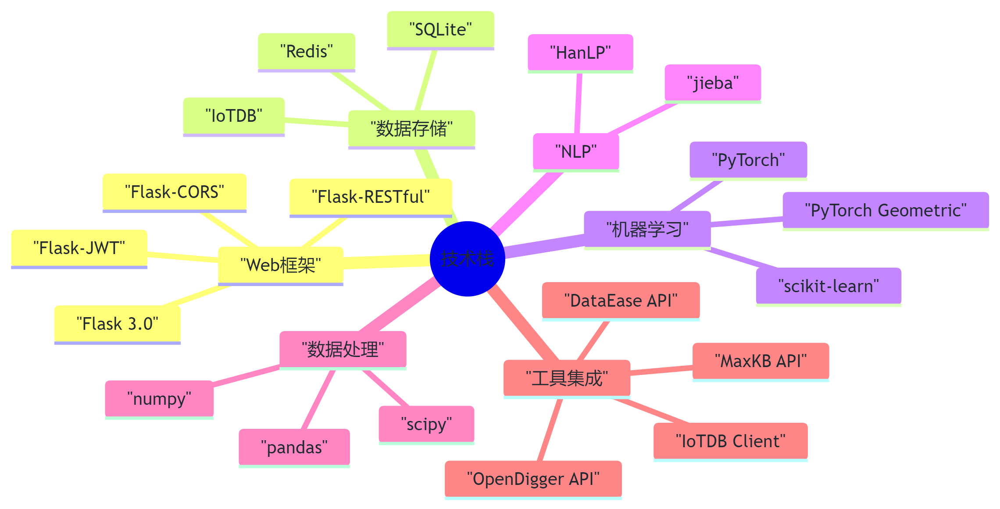 技术栈
"Web框架"
"Flask 3.0"
"Flask-RESTful"
"Flask-CORS"
"Flask-JWT"
"数据存储"
"IoTDB"
"Redis"
"SQLite"
"NLP"
"HanLP"
"jieba"
"机器学习"
"PyTorch"
"PyTorch Geometric"
"scikit-learn"
"数据处理"
"numpy"
"pandas"
"scipy"
"工具集成"
"DataEase API"
"MaxKB API"
"IoTDB Client"
"OpenDigger API"